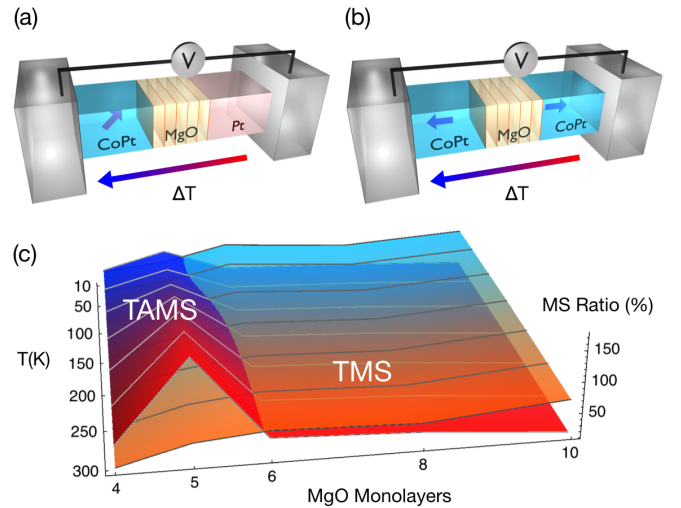 (a)
V
CoPt
MgO
Pt
ΔT
(b)
V
CoPt
MgO
CoPt
ΔT
(c)
TAMS
TMS
T(K)
10
50
100
150
200
250
300
4
5
6
8
10
MgO Monolayers
MS Ratio (%)
150
100
50